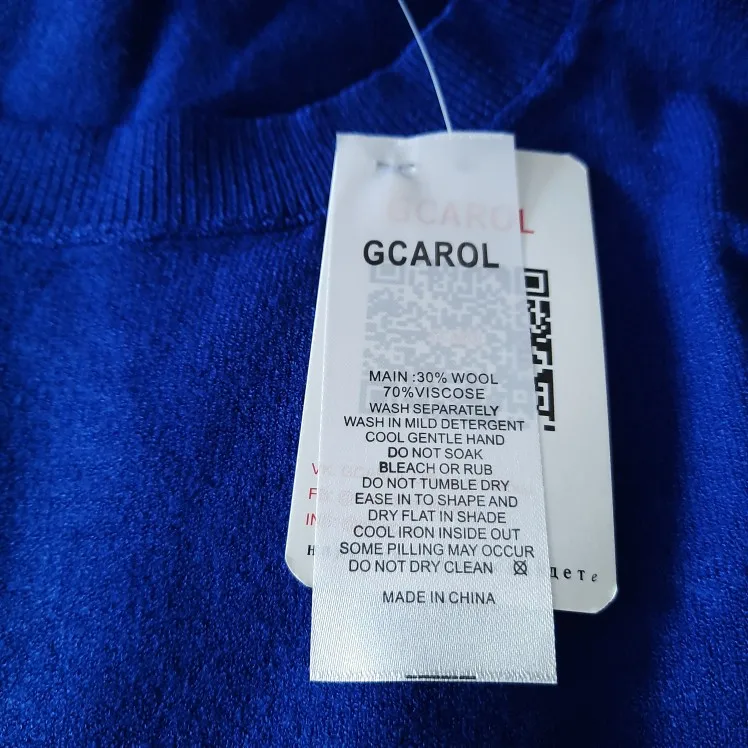 GCAROL
GCAROL
MAIN :30% WOOL
70%VISCOSE
WASH SEPARATELY
WASH IN MILD DETERGENT
COOL GENTLE HAND
DO NOT SOAK
BLEACH OR RUB
DO NOT TUMBLE DRY
EASE IN TO SHAPE AND
DRY FLAT IN SHADE
COOL IRON INSIDE OUT
SOME PILLING MAY OCCUR
DO NOT DRY CLEAN
MADE IN CHINA